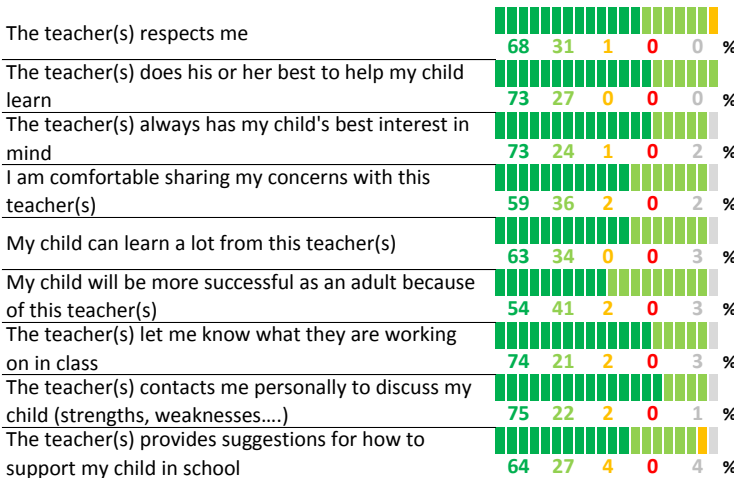 The teacher(s) respects me
68 31 1 0 0 %
The teacher(s) does his or her best to help my child
learn
73 27 0 0 0 %
The teacher(s) always has my child's best interest in
mind
73 24 1 0 2 %
I am comfortable sharing my concerns with this
teacher(s)
59 36 2 0 2 %
My child can learn a lot from this teacher(s)
63 34 0 0 3 %
My child will be more successful as an adult because
of this teacher(s)
54 41 2 0 3 %
The teacher(s) let me know what they are working
on in class
74 21 2 0 3 %
The teacher(s) contacts me personally to discuss my
child (strengths, weaknesses....)
75 22 2 0 1 %
The teacher(s) provides suggestions for how to
support my child in school
64 27 4 0 4 %